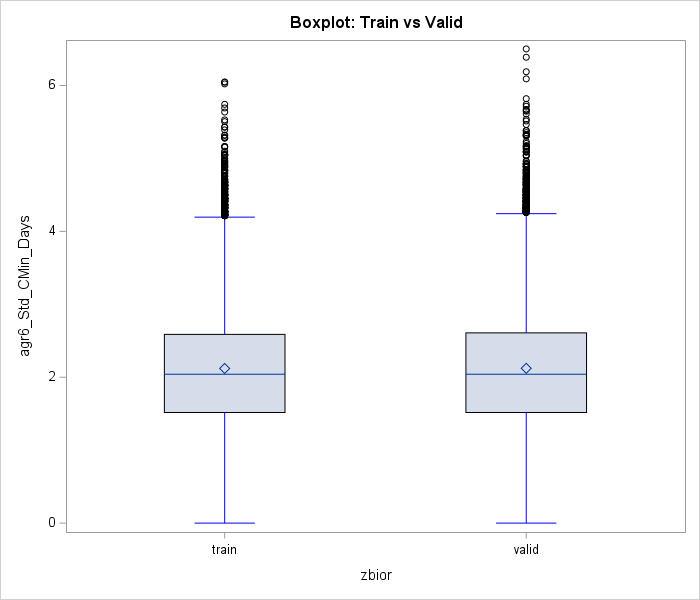 Boxplot: Train vs Valid
agr6_Std_CMin_Days
6
4
2
0
train
valid
zbior